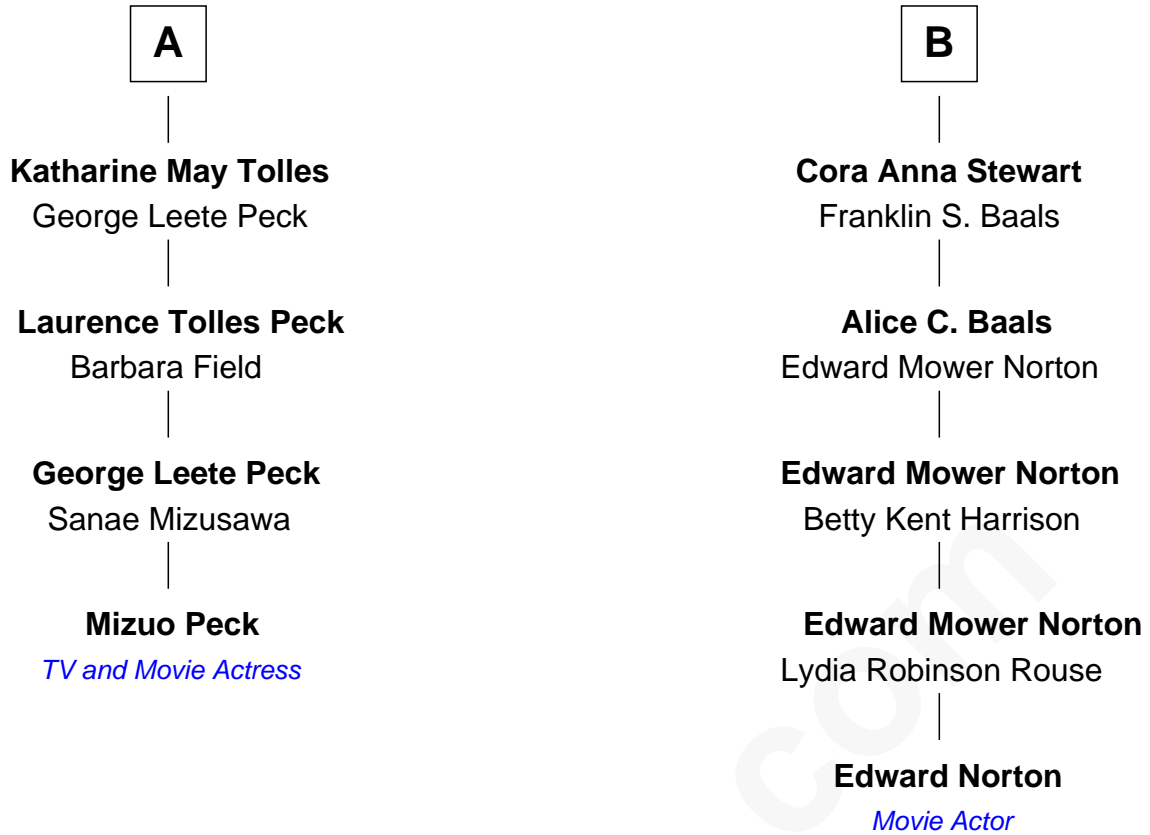 A
Katharine May Tolles
George Leete Peck
Laurence Tolles Peck
Barbara Field
George Leete Peck
Sanae Mizusawa
Mizuo Peck
TV and Movie Actress
B
Cora Anna Stewart
Franklin S. Baals
Alice C. Baals
Edward Mower Norton
Edward Mower Norton
Betty Kent Harrison
Edward Mower Norton
Lydia Robinson Rouse
Edward Norton
Movie Actor
com